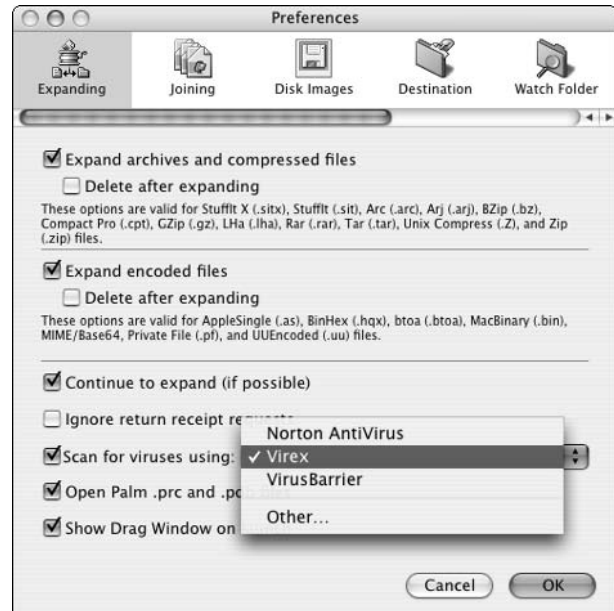 Preferences
Expanding
Joining
Disk Images
Destination
Watch Folder
Expand archives and compressed files
Delete after expanding
These options are valid for StuffIt X (.sitx), StuffIt (.sit), Arc (.arc), Arj (.arj), BZip (.bz),
Compact Pro (.cpt), GZip (.gz), LHa (.lha), Rar (.rar), Tar (.tar), Unix Compress (.Z), and Zip
(.zip) files.
Expand encoded files
Delete after expanding
These options are valid for AppleSingle (.as), BinHex (.hqx), btoa (.btoa), MacBinary (.bin),
MIME/Base64, Private File (.pf), and UUEncoded (.uu) files.
Continue to expand (if possible)
Ignore return receipt requests
Norton AntiVirus
Scan for viruses using:
✓ Virex
VirusBarrier
Open Palm .prc and .pdb files
Other...
Show Drag Window on
Cancel
OK